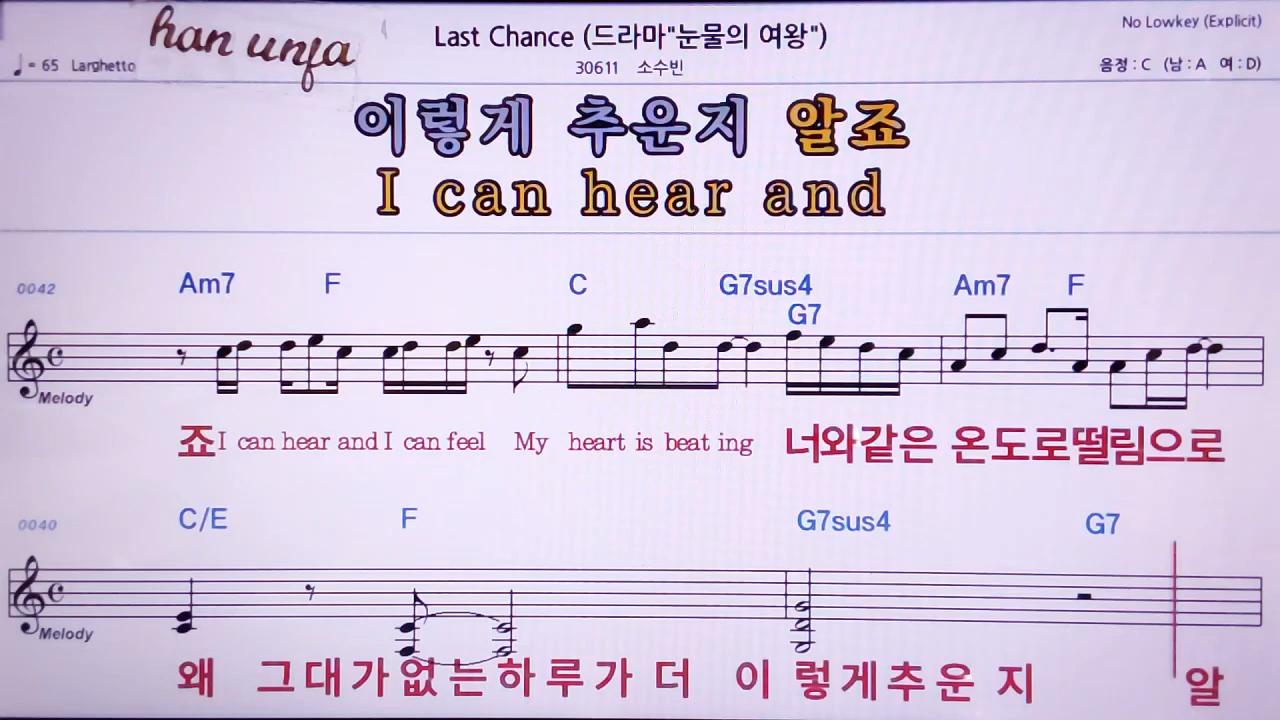 han unfa
Last Chance (드라마"눈물의 여왕")
No Lowkey (Explicit)
♩= 65 Larghetto
30611 소수빈
음정 : C (남 : A 여 : D)
이렇게 추운지 알죠
I can hear and
0042
Am7 F C G7sus4 Am7 F
G7
Melody
죠 I can hear and I can feel My heart is beat ing 너와같은 온도로떨림으로
0040
C/E F G7sus4 G7
Melody
왜 그대가없는하루가 더 이 렇게추운 지 알